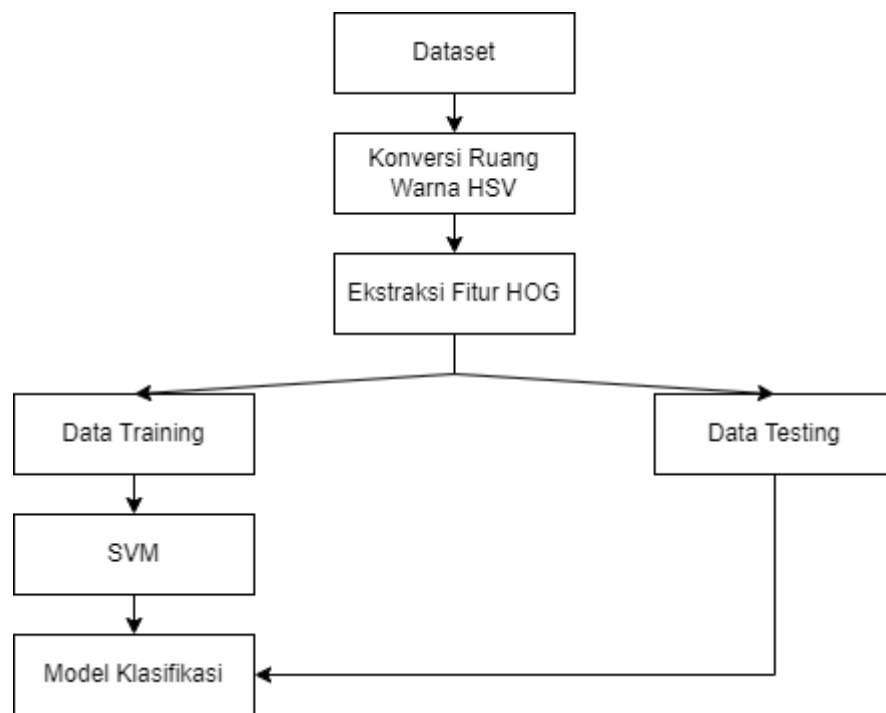 Dataset
Konversi Ruang
Warna HSV
Ekstraksi Fitur HOG
Data Training
Data Testing
SVM
Model Klasifikasi